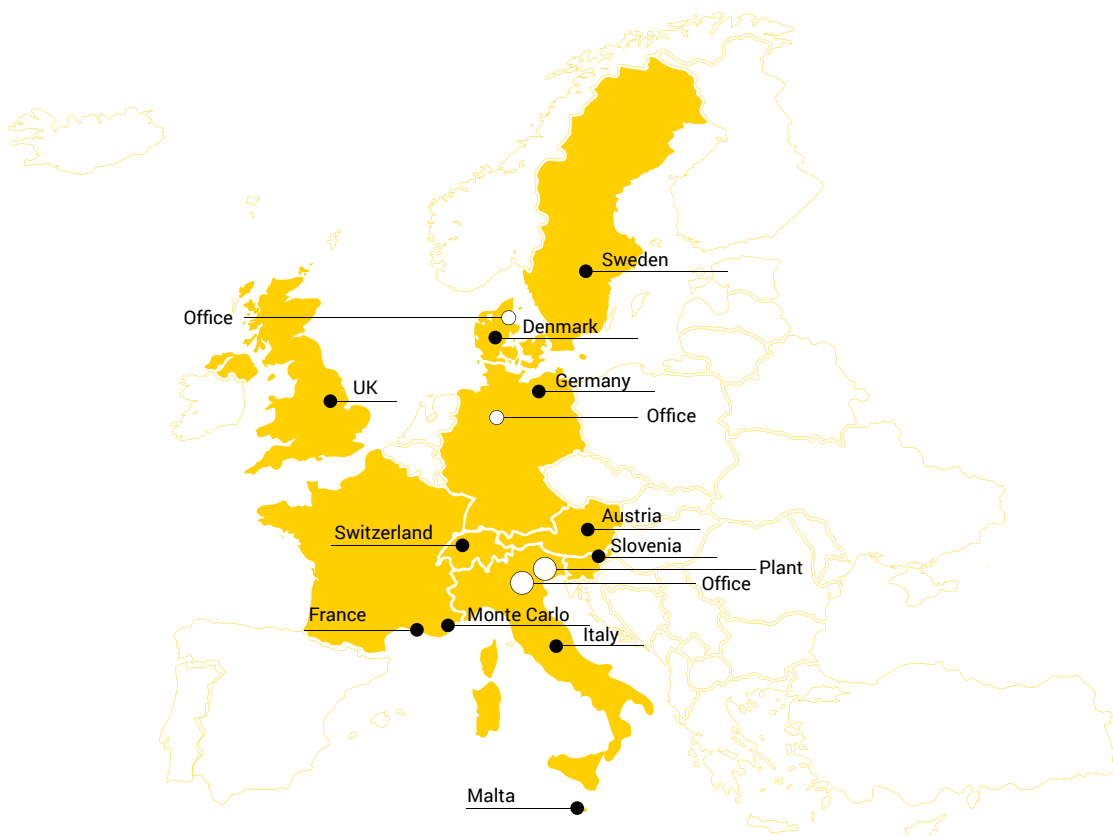 Sweden
Office
Denmark
Germany
UK
Office
Austria
Switzerland
Slovenia
Plant
Office
France
Monte Carlo
Italy
Malta